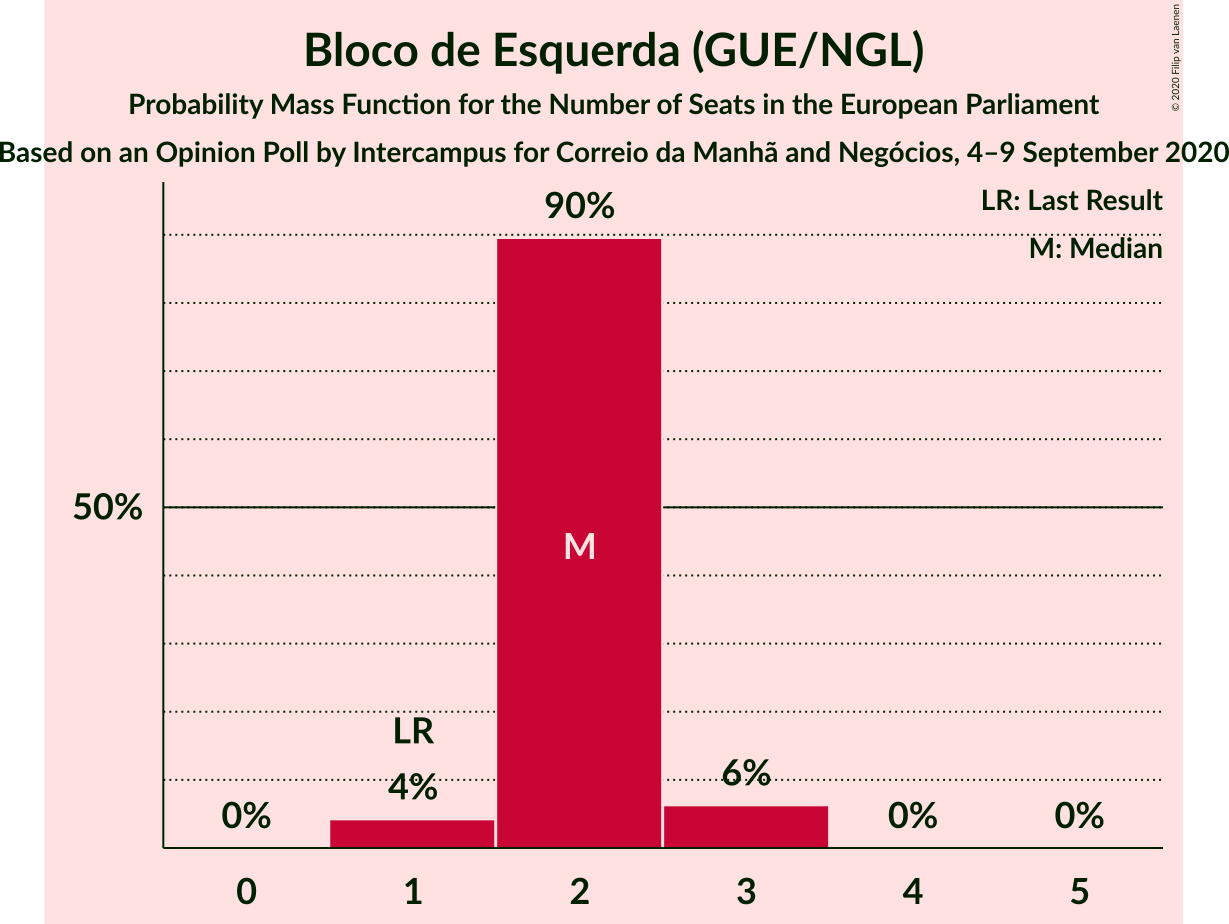 Bloco de Esquerda (GUE/NGL)
Probability Mass Function for the Number of Seats in the European Parliament
Based on an Opinion Poll by Intercampus for Correio da Manhã and Negócios, 4–9 September 2020
© 2020 Filip van Laenen
LR: Last Result
M: Median
90%
50%
M
LR
4%
6%
0%
0%
0%
0 1 2 3 4 5